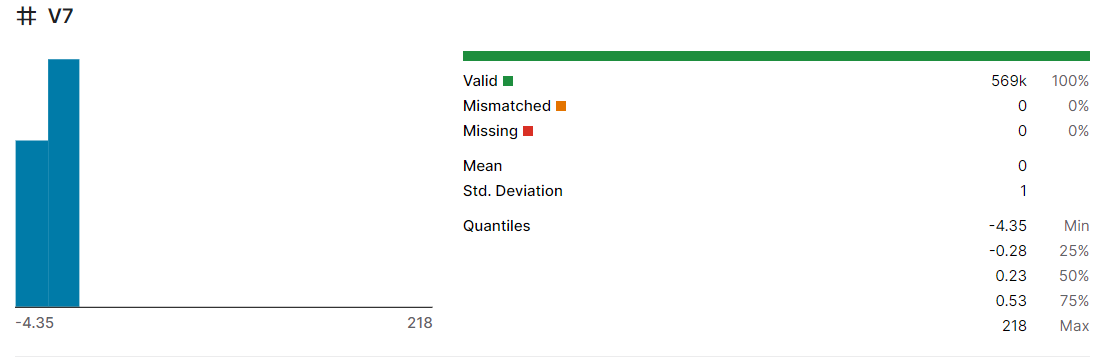 # V7
Valid 569k 100%
Mismatched 0 0%
Missing 0 0%
Mean 0
Std. Deviation 1
Quantiles -4.35 Min
-0.28 25%
0.23 50%
0.53 75%
218 Max
-4.35 218